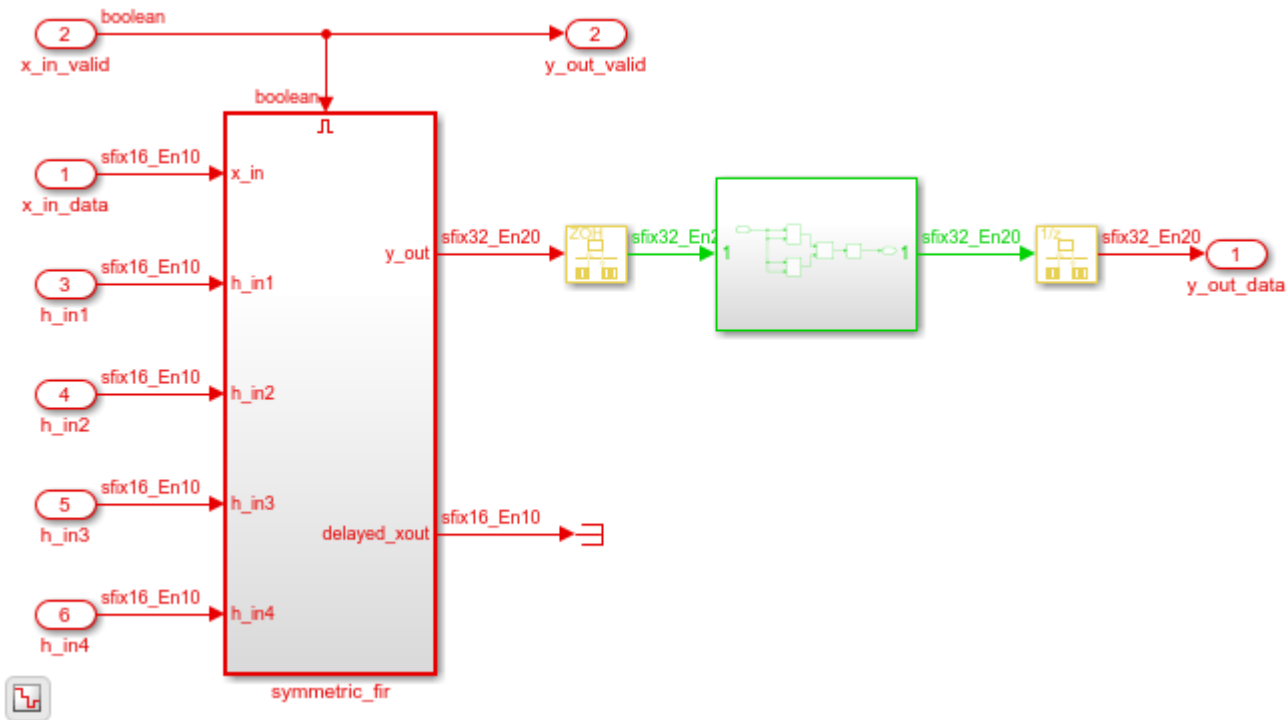 boolean
2
x_in_valid
2
y_out_valid
boolean
sfix16_En10
1
x_in_data
x_in
sfix16_En10
3
h_in1
h_in1
y_out
sfix32_En20
ZOH
1
1
sfix32_En20
1/z
sfix32_En20
1
y_out_data
sfix16_En10
4
h_in2
h_in2
sfix16_En10
5
h_in3
h_in3
delayed_xout
sfix16_En10
sfix16_En10
6
h_in4
h_in4
symmetric_fir